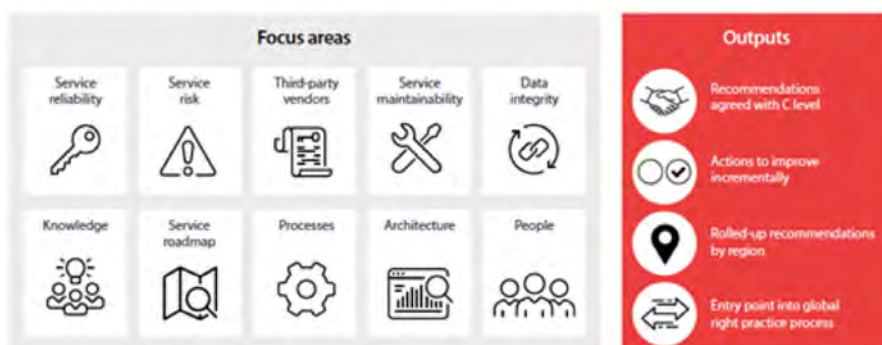 Focus areas
Service
reliability
Service
risk
Third-party
vendors
Service
maintainability
Data
integrity
Knowledge
Service
roadmap
Processes
Architecture
People
Outputs
Recommendations
agreed with C level
Actions to improve
incrementally
Rolled-up recommendations
by region
Entry point into global
right practice process